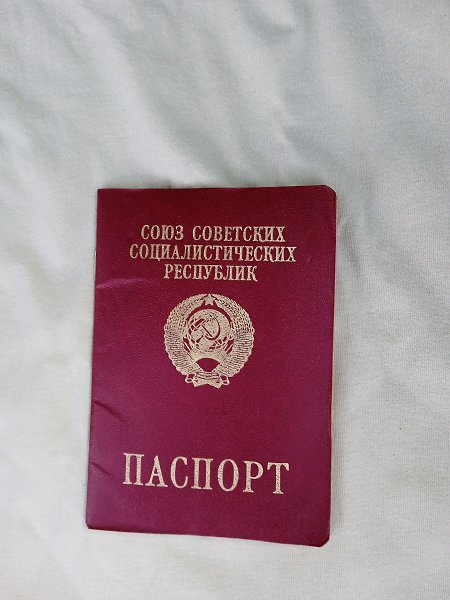 СОЮЗ СОВЕТСКИХ
СОЦИАЛИСТИЧЕСКИХ
РЕСПУБЛИК
ПАСПОРТ